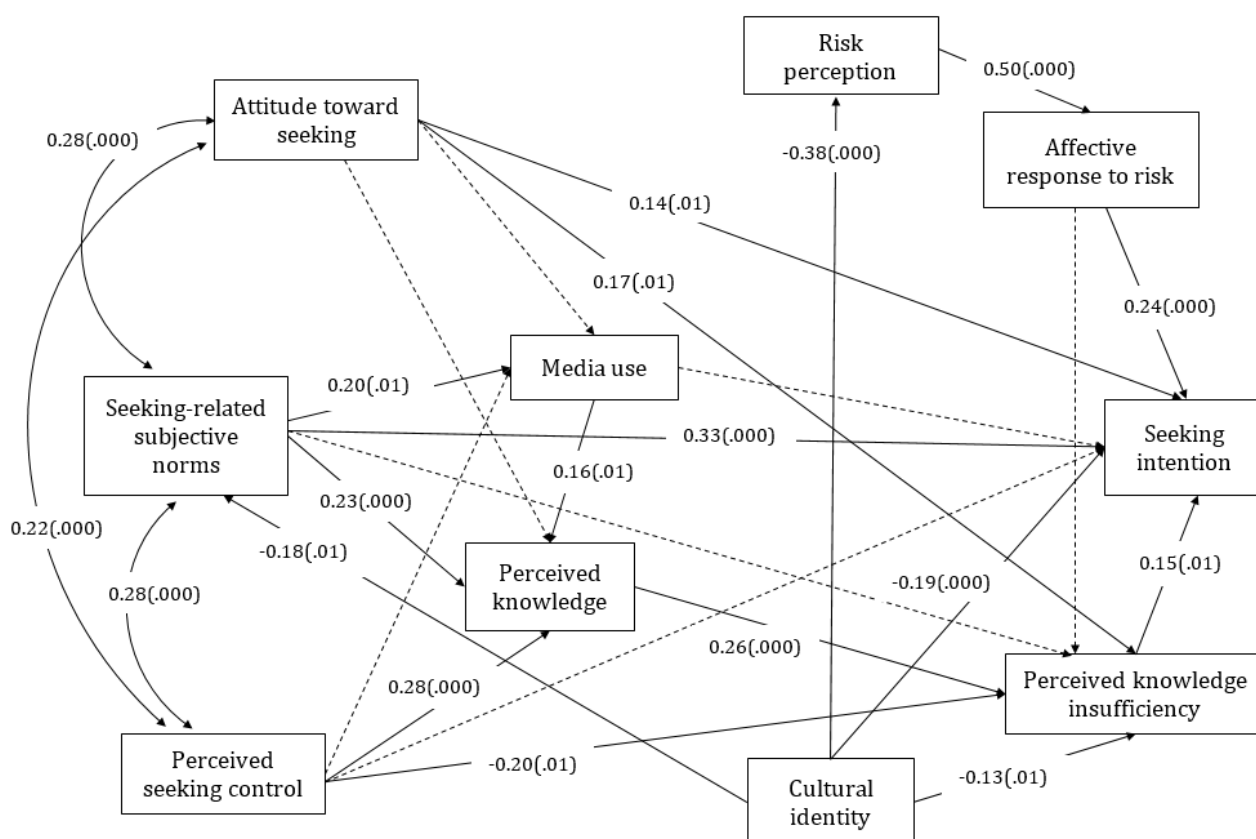 Risk
perception
0.50(.000)
Attitude toward
seeking
0.28(.000)
-0.38(.000)
Affective
response to risk
0.14(.01)
0.17(.01)
0.24(.000)
Media use
0.20(.01)
Seeking-related
subjective
norms
0.33(.000)
Seeking
intention
0.16(.01)
0.23(.000)
0.22(.000)
-0.18(.01)
0.15(.01)
Perceived
knowledge
-0.19(.000)
0.28(.000)
0.26(.000)
0.28(.000)
Perceived knowledge
insufficiency
Perceived
seeking control
-0.20(.01)
Cultural
identity
-0.13(.01)